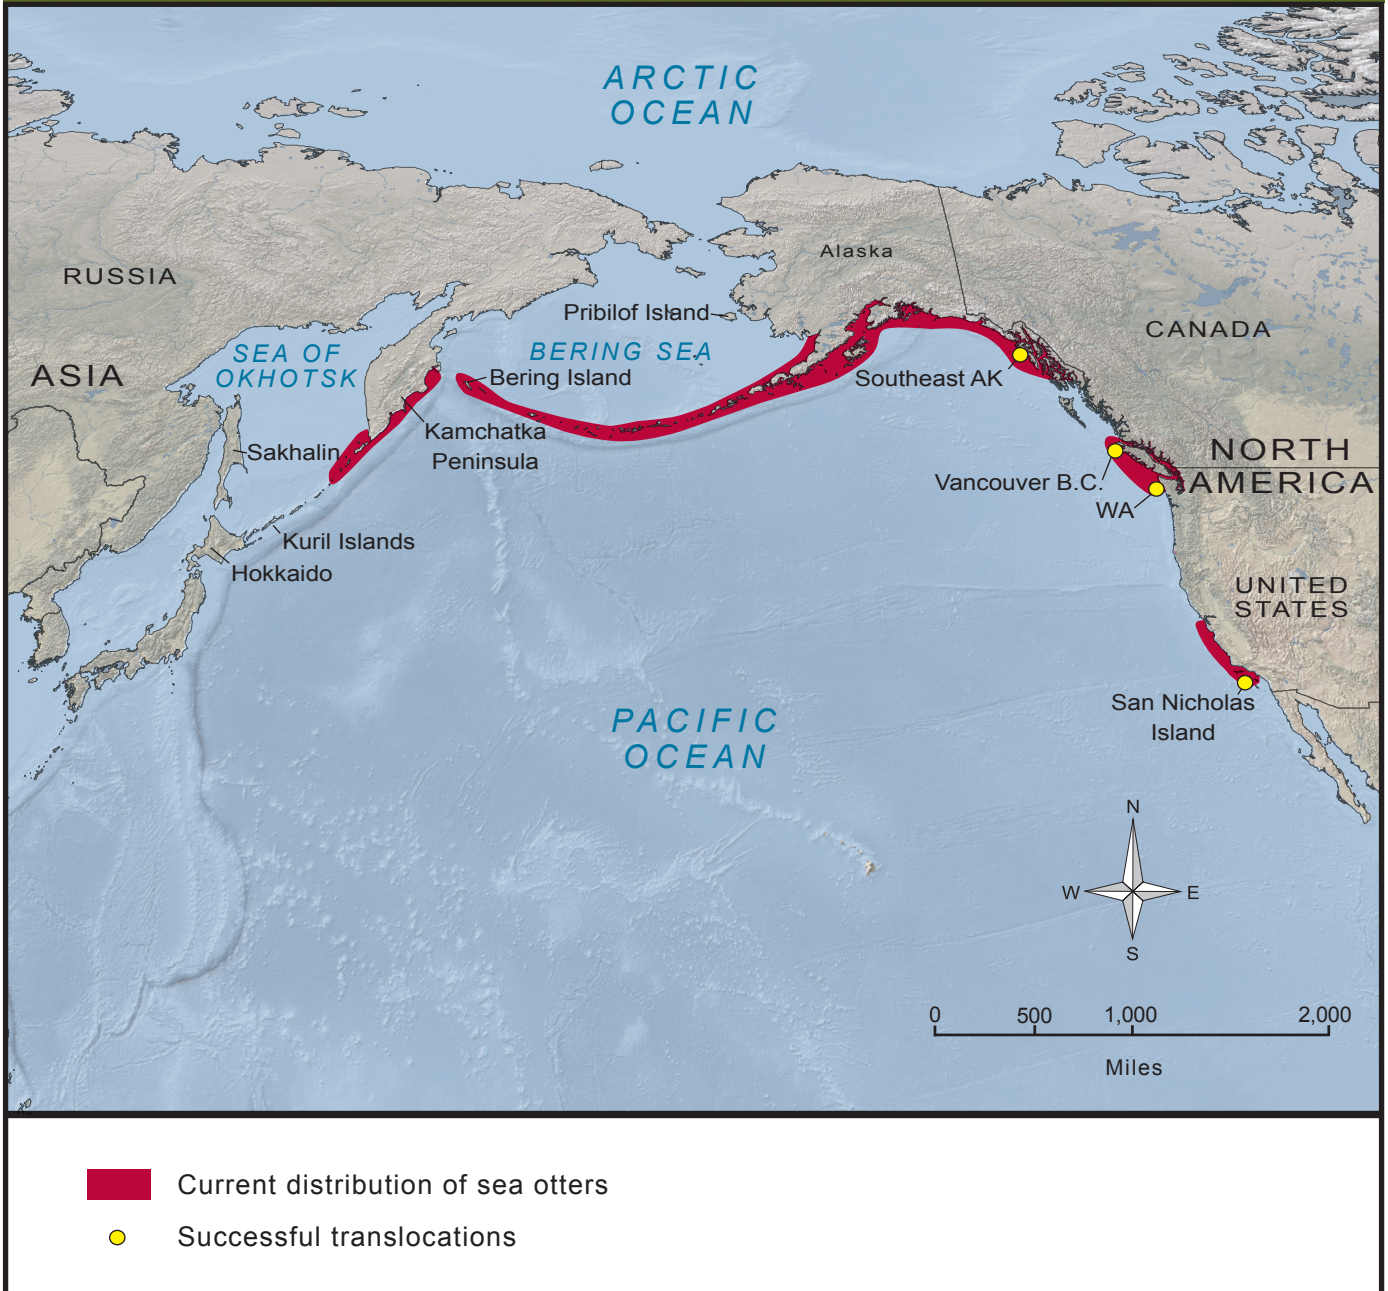 ARCTIC
OCEAN
Alaska
RUSSIA
Pribilof Island
CANADA
SEA OF
OKHOTSK
BERING SEA
ASIA
Bering Island
Southeast AK
Kamchatka
Peninsula
Sakhalin
NORTH
AMERICA
Vancouver B.C.
WA
Kuril Islands
Hokkaido
UNITED
STATES
San Nicholas
Island
PACIFIC
OCEAN
N
W
E
S
0 500 1,000 2,000
Miles
Current distribution of sea otters
Successful translocations